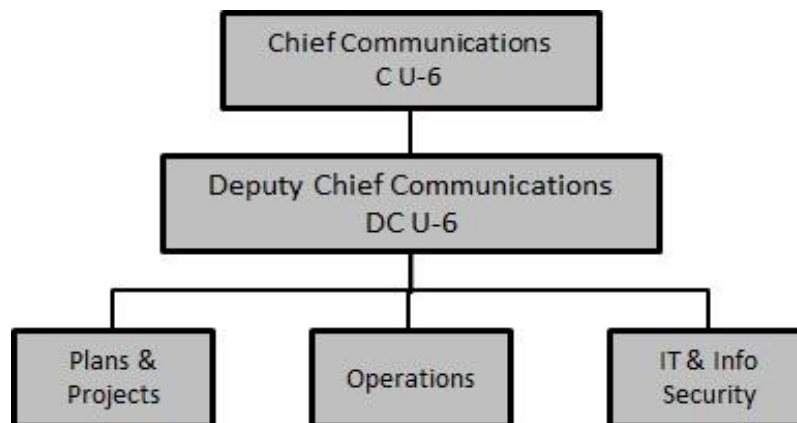 Chief Communications
C U-6
Deputy Chief Communications
DC U-6
Plans &
Projects
Operations
IT & Info
Security